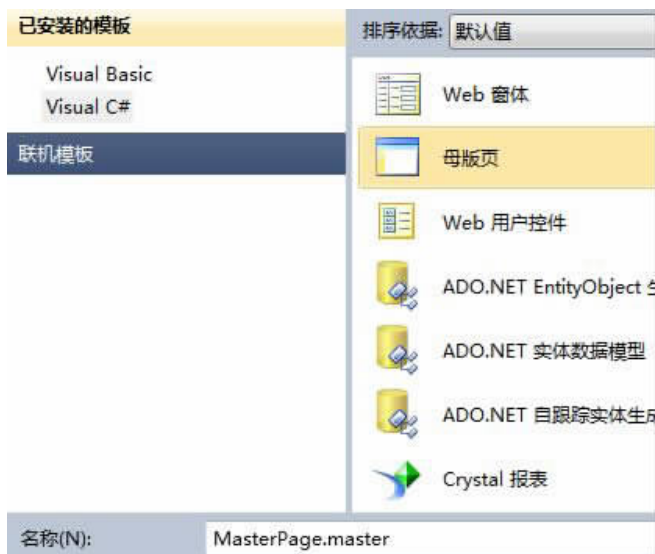 已安装的模板
Visual Basic
Visual C#
联机模板
排序依据: 默认值
Web 窗体
母版页
Web 用户控件
ADO.NET EntityObject
ADO.NET 实体数据模型
ADO.NET 自跟踪实体生成
Crystal 报表
名称(N): MasterPage.master